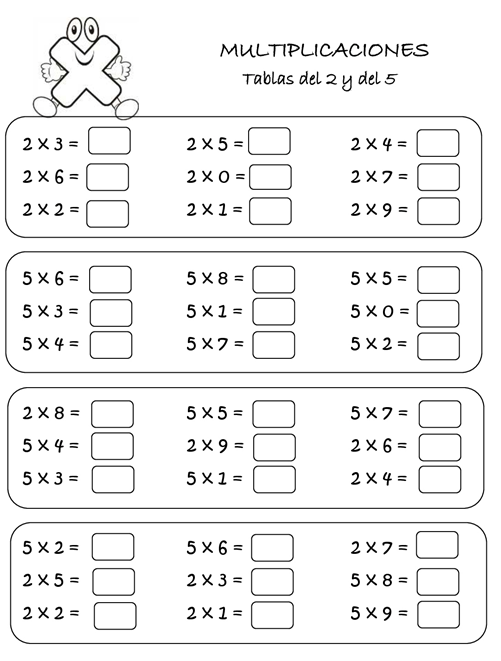 MULTIPLICACIONES
Tablas del 2 y del 5
2 X 3 = 2 X 5 = 2 X 4 =
2 X 6 = 2 X 0 = 2 X 7 =
2 X 2 = 2 X 1 = 2 X 9 =
5 X 6 = 5 X 8 = 5 X 5 =
5 X 3 = 5 X 1 = 5 X 0 =
5 X 4 = 5 X 7 = 5 X 2 =
2 X 8 = 5 X 5 = 5 X 7 =
5 X 4 = 2 X 9 = 2 X 6 =
5 X 3 = 5 X 1 = 2 X 4 =
5 X 2 = 5 X 6 = 2 X 7 =
2 X 5 = 2 X 3 = 5 X 8 =
2 X 2 = 2 X 1 = 5 X 9 =